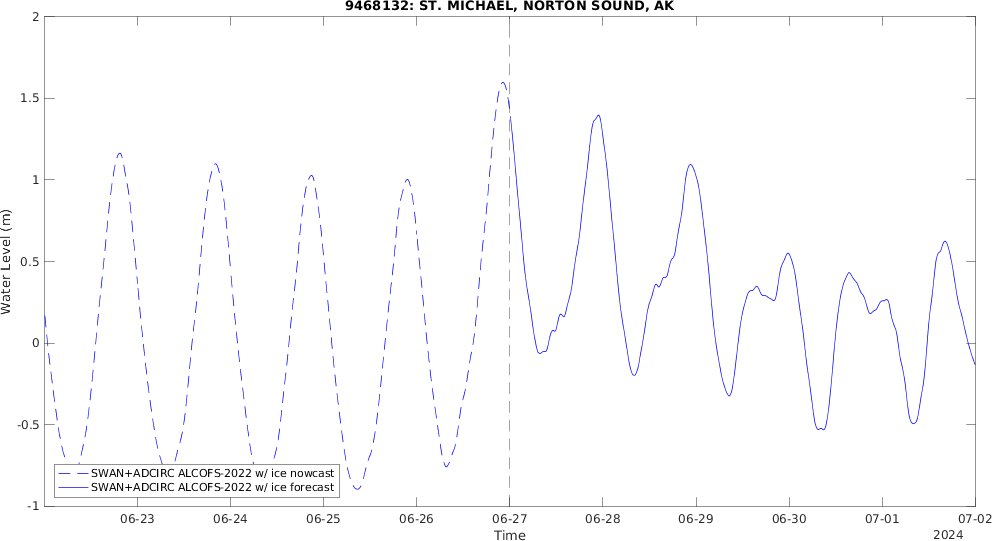 9468132: ST. MICHAEL, NORTON SOUND, AK
2
1.5
1
0.5
0
-0.5
-1
Water Level (m)
SWAN+ADCIRC ALCOFS-2022 w/ ice nowcast
SWAN+ADCIRC ALCOFS-2022 w/ ice forecast
06-23 06-24 06-25 06-26 06-27 06-28 06-29 06-30 07-01 07-02
Time
2024